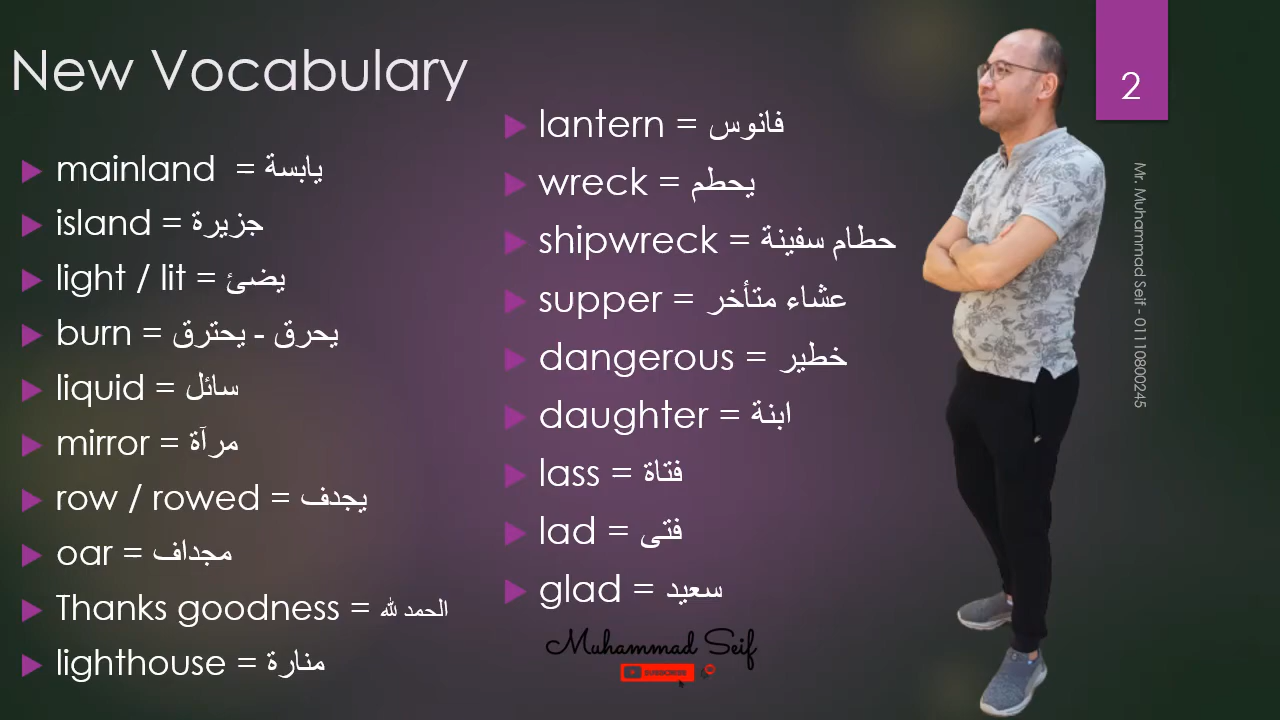 New Vocabulary
mainland = يابسة
island = جزيرة
light / lit = يضئ
burn = يحرق - يحترق
liquid = سائل
mirror = مرآة
row / rowed = يجدف
oar = مجداف
Thanks goodness = الحمد لله
lighthouse = منارة
lantern = فانوس
wreck = يحطم
shipwreck = حطام سفينة
supper = عشاء متأخر
dangerous = خطير
daughter = ابنة
lass = فتاة
lad = فتى
glad = سعيد
Muhammad Seif
SUBSCRIBE
2
Mr. Muhammad Seif - 01110800245